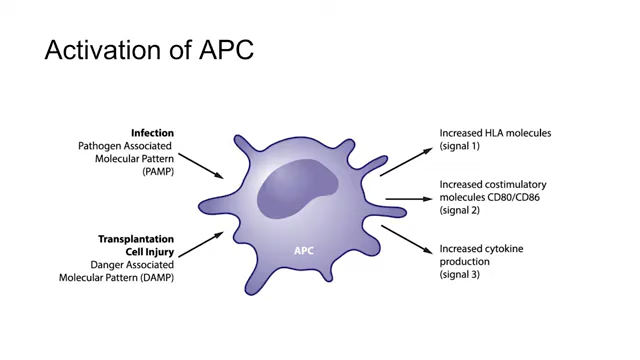 Activation of APC
Infection
Pathogen Associated
Molecular Pattern
(PAMP)
Transplantation
Cell Injury
Danger Associated
Molecular Pattern (DAMP)
APC
Increased HLA molecules
(signal 1)
Increased costimulatory
molecules CD80/CD86
(signal 2)
Increased cytokine
production
(signal 3)